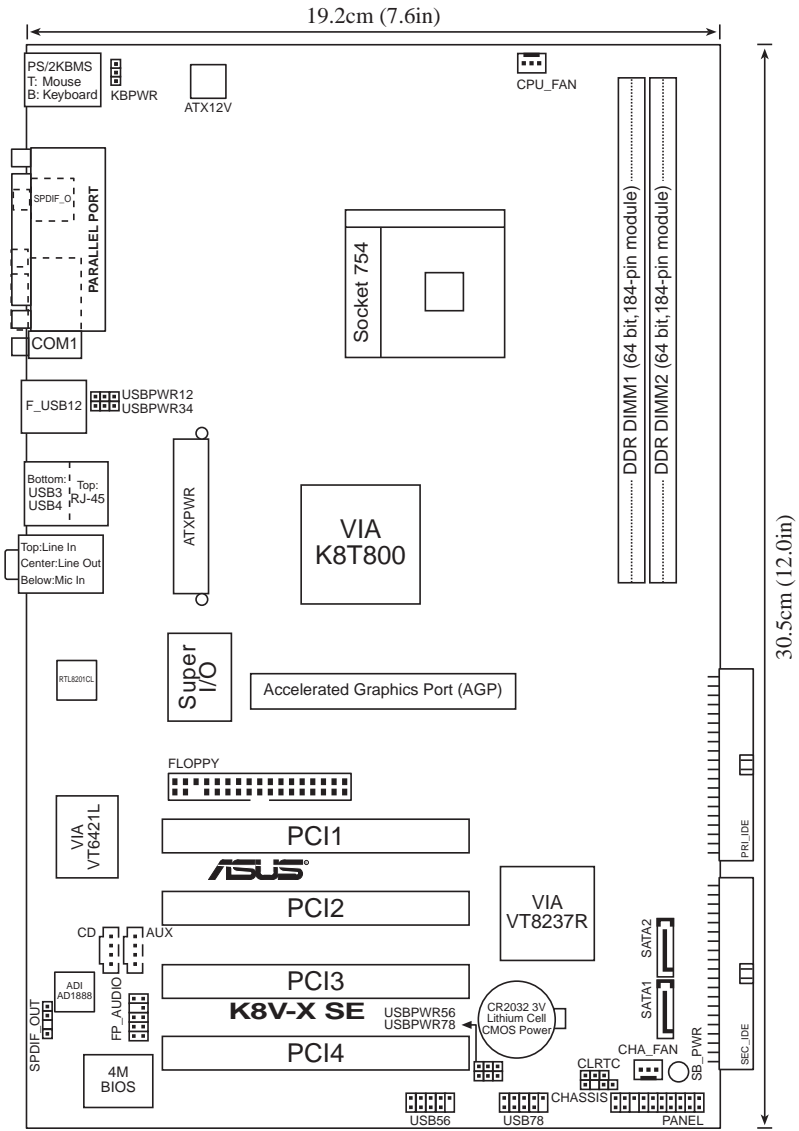 19.2cm (7.6in)
PS/2KBMS
T: Mouse
B: Keyboard
KBPWR
ATX12V
CPU_FAN
SPDIF_O
PARALLEL PORT
Socket 754
DDR DIMM1 (64 bit,184-pin module)
DDR DIMM2 (64 bit,184-pin module)
COM1
F_USB12
USBPWR12
USBPWR34
Bottom:
USB3
USB4
Top:
RJ-45
ATXPWR
VIA
K8T800
Top:Line In
Center:Line Out
Below:Mic In
30.5cm (12.0in)
RTL8201CL
Super
I/O
Accelerated Graphics Port (AGP)
FLOPPY
PRI_IDE
VIA
VT6421L
PCI1
ASUS
PCI2
VIA
VT8237R
CD
AUX
SATA2
ADI
AD1888
FP_AUDIO
PCI3
K8V-X SE
USBPWR56
USBPWR78
CR2032 3V
Lithium Cell
CMOS Power
SATA1
SEC_IDE
SPDIF_OUT
4M
BIOS
PCI4
CLRTC
CHA_FAN
SB_PWR
CHASSIS
USB56
USB78
PANEL